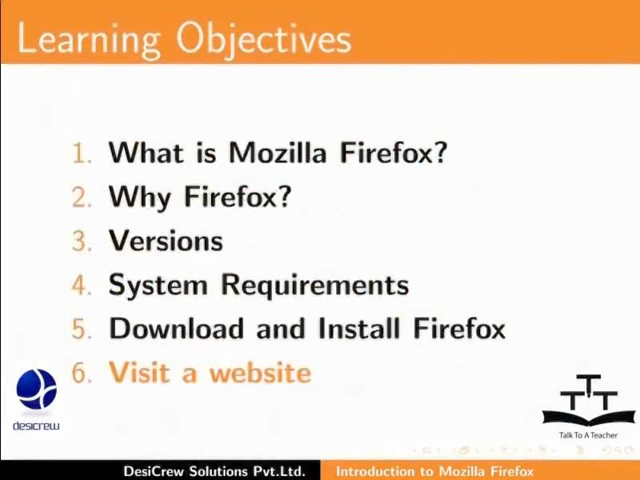 Learning Objectives
1. What is Mozilla Firefox?
2. Why Firefox?
3. Versions
4. System Requirements
5. Download and Install Firefox
6. Visit a website
desicrew
TTT
Talk To A Teacher
DesiCrew Solutions Pvt.Ltd. Introduction to Mozilla Firefox